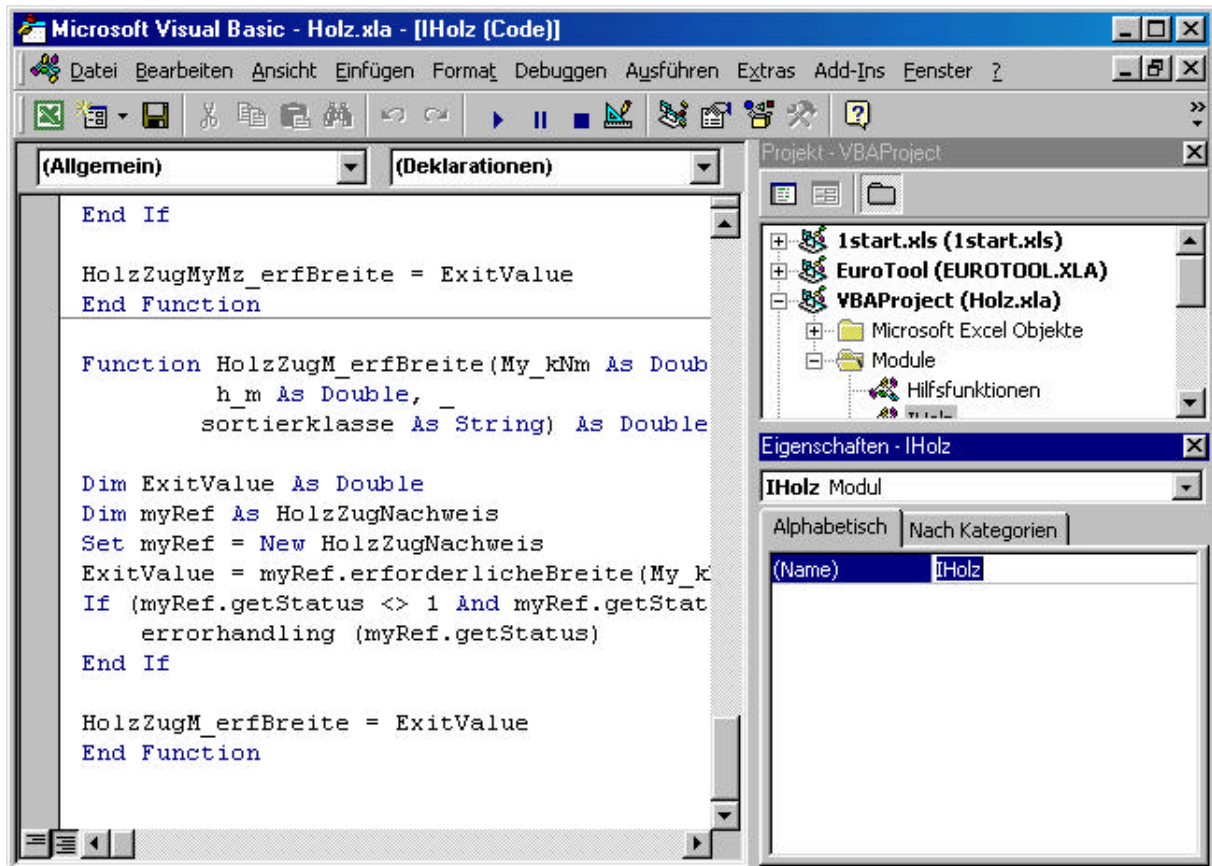 Microsoft Visual Basic - Holz.xla - [IHolz (Code)]
Datei Bearbeiten Ansicht Einfügen Format Debuggen Ausführen Extras Add-Ins Fenster ?
(Allgemein)
(Deklarationen)
End If
HolzZugMyMz_erfBreite = ExitValue
End Function
Function HolzZugM_erfBreite(My_kNm As Doub
h_m As Double, _
sortierklasse As String) As Double
Dim ExitValue As Double
Dim myRef As HolzZugNachweis
Set myRef = New HolzZugNachweis
ExitValue = myRef.erforderlicheBreite(My_k
If (myRef.getStatus <> 1 And myRef.getStat
errorhandling (myRef.getStatus)
End If
HolzZugM_erfBreite = ExitValue
End Function
Projekt - VBAProject
1start.xls (1start.xls)
EuroTool (EUROTOOL.XLA)
VBAProject (Holz.xla)
Microsoft Excel Objekte
Module
Hilfsfunktionen
Eigenschaften - IHolz
IHolz Modul
Alphabetisch
Nach Kategorien
(Name) IHolz